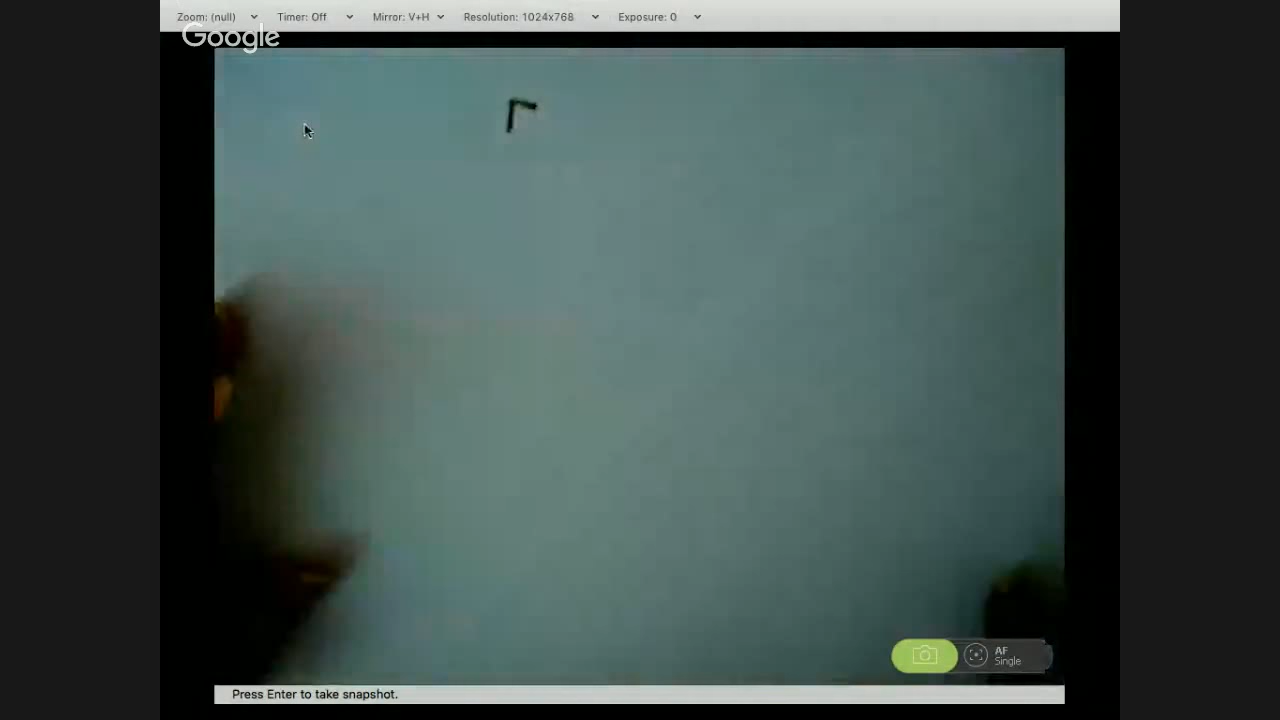 Zoom: (null) Timer: Off Mirror: V+H Resolution: 1024x768 Exposure: 0
Google
AF
Single
Press Enter to take snapshot.